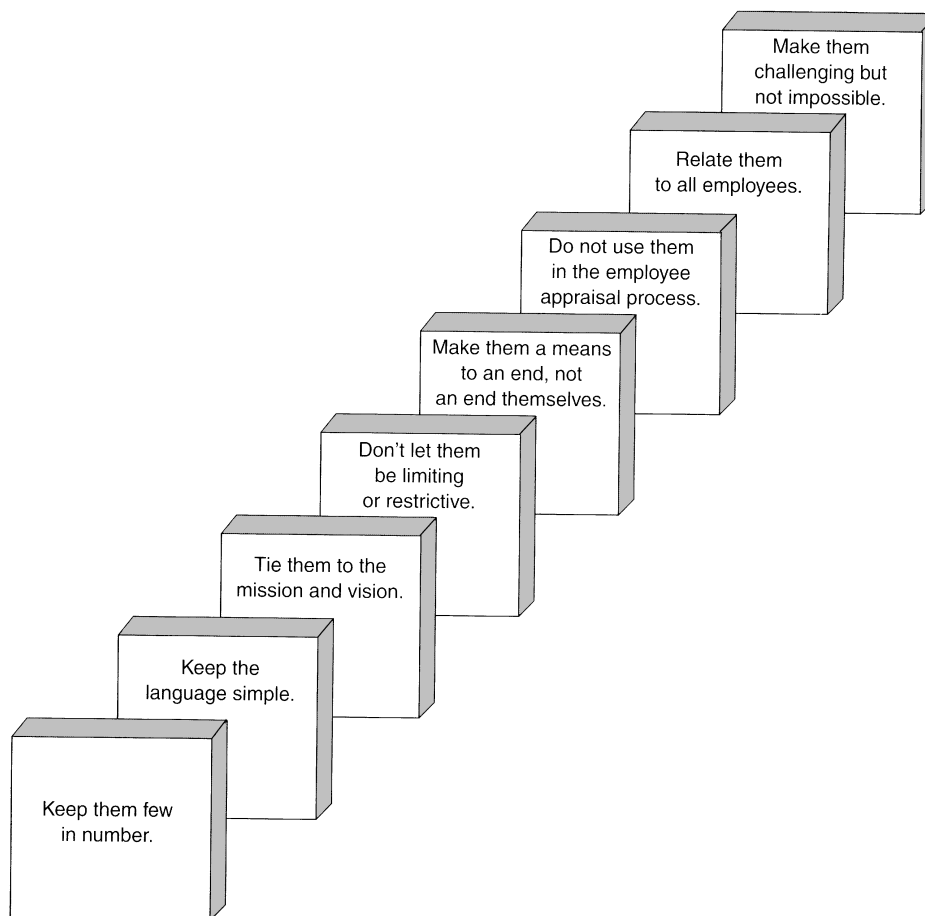 Make them
challenging but
not impossible.
Relate them
to all employees.
Do not use them
in the employee
appraisal process.
Make them a means
to an end, not
an end themselves.
Don't let them
be limiting
or restrictive.
Tie them to the
mission and vision.
Keep the
language simple.
Keep them few
in number.